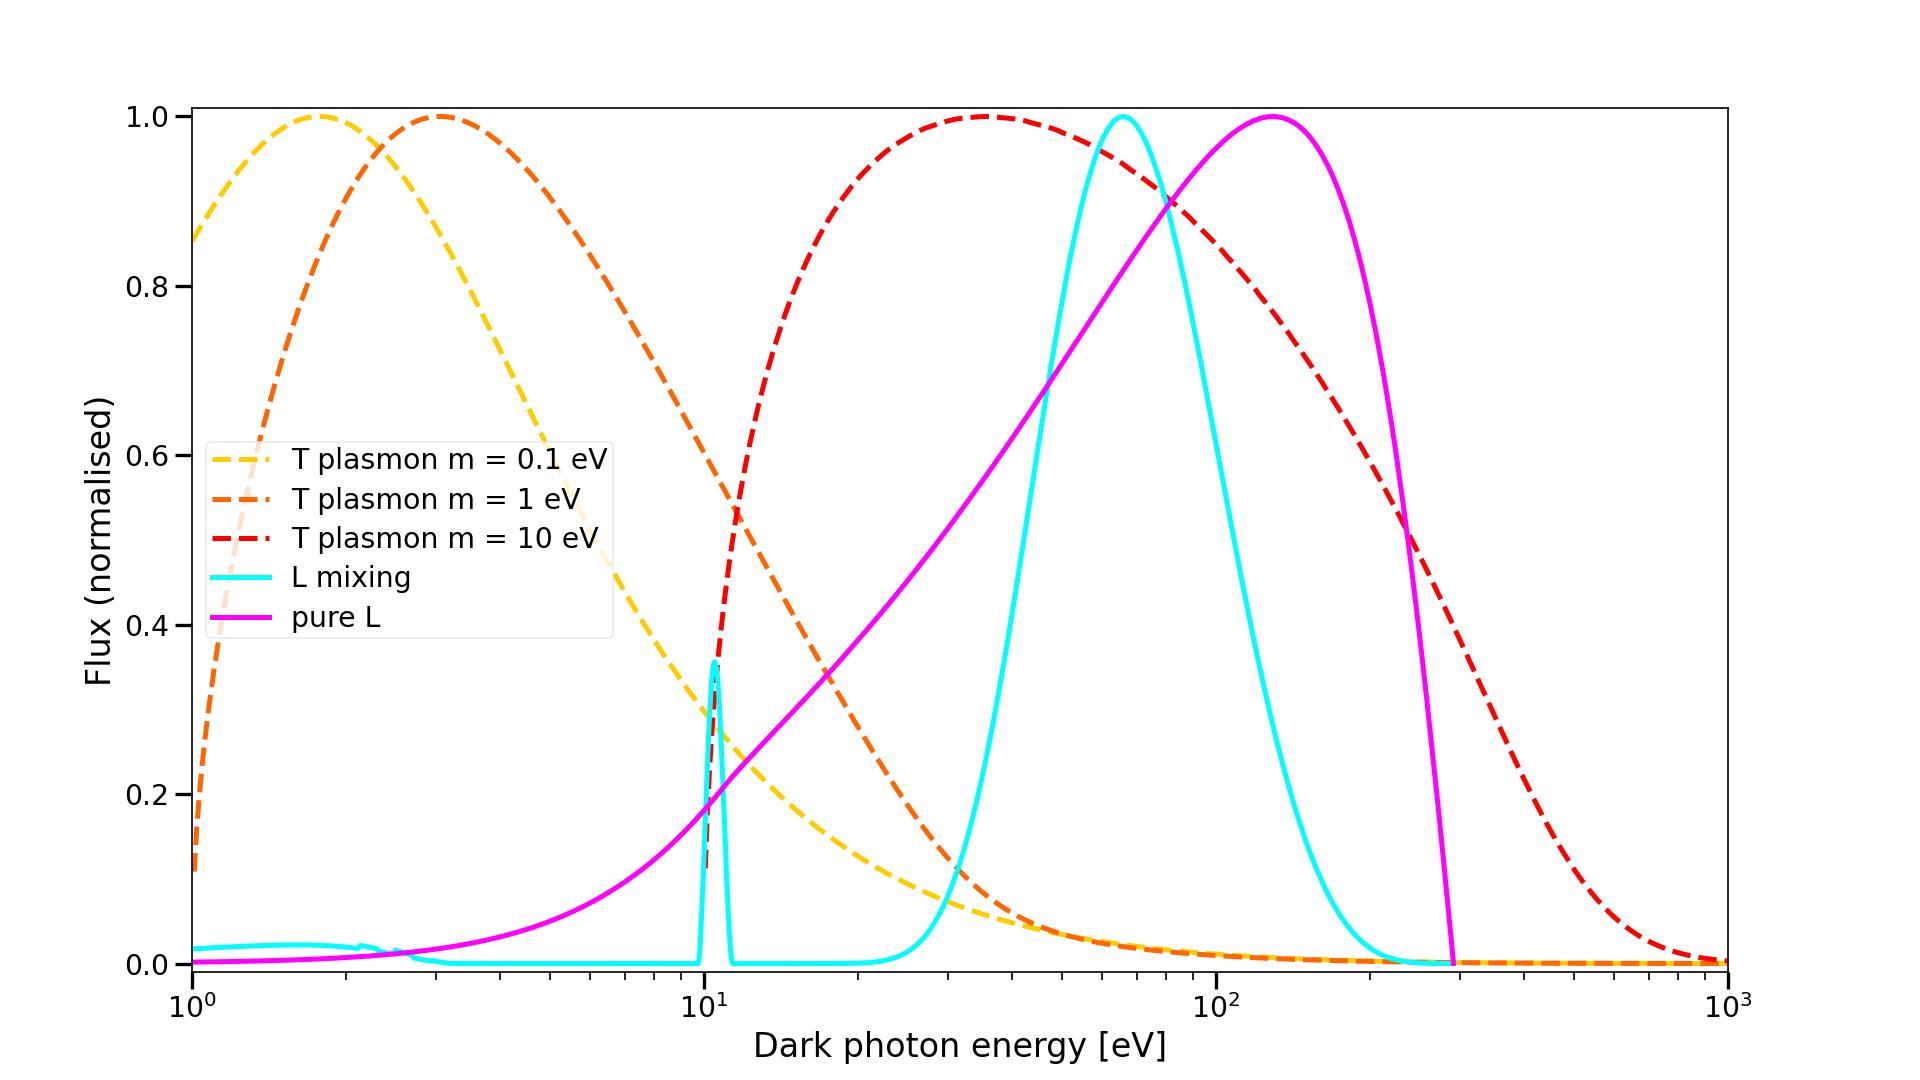 1.0
0.8
0.6
0.4
0.2
0.0
Flux (normalised)
T plasmon m = 0.1 eV
T plasmon m = 1 eV
T plasmon m = 10 eV
L mixing
pure L
10⁰ 10¹ 10² 10³
Dark photon energy [eV]